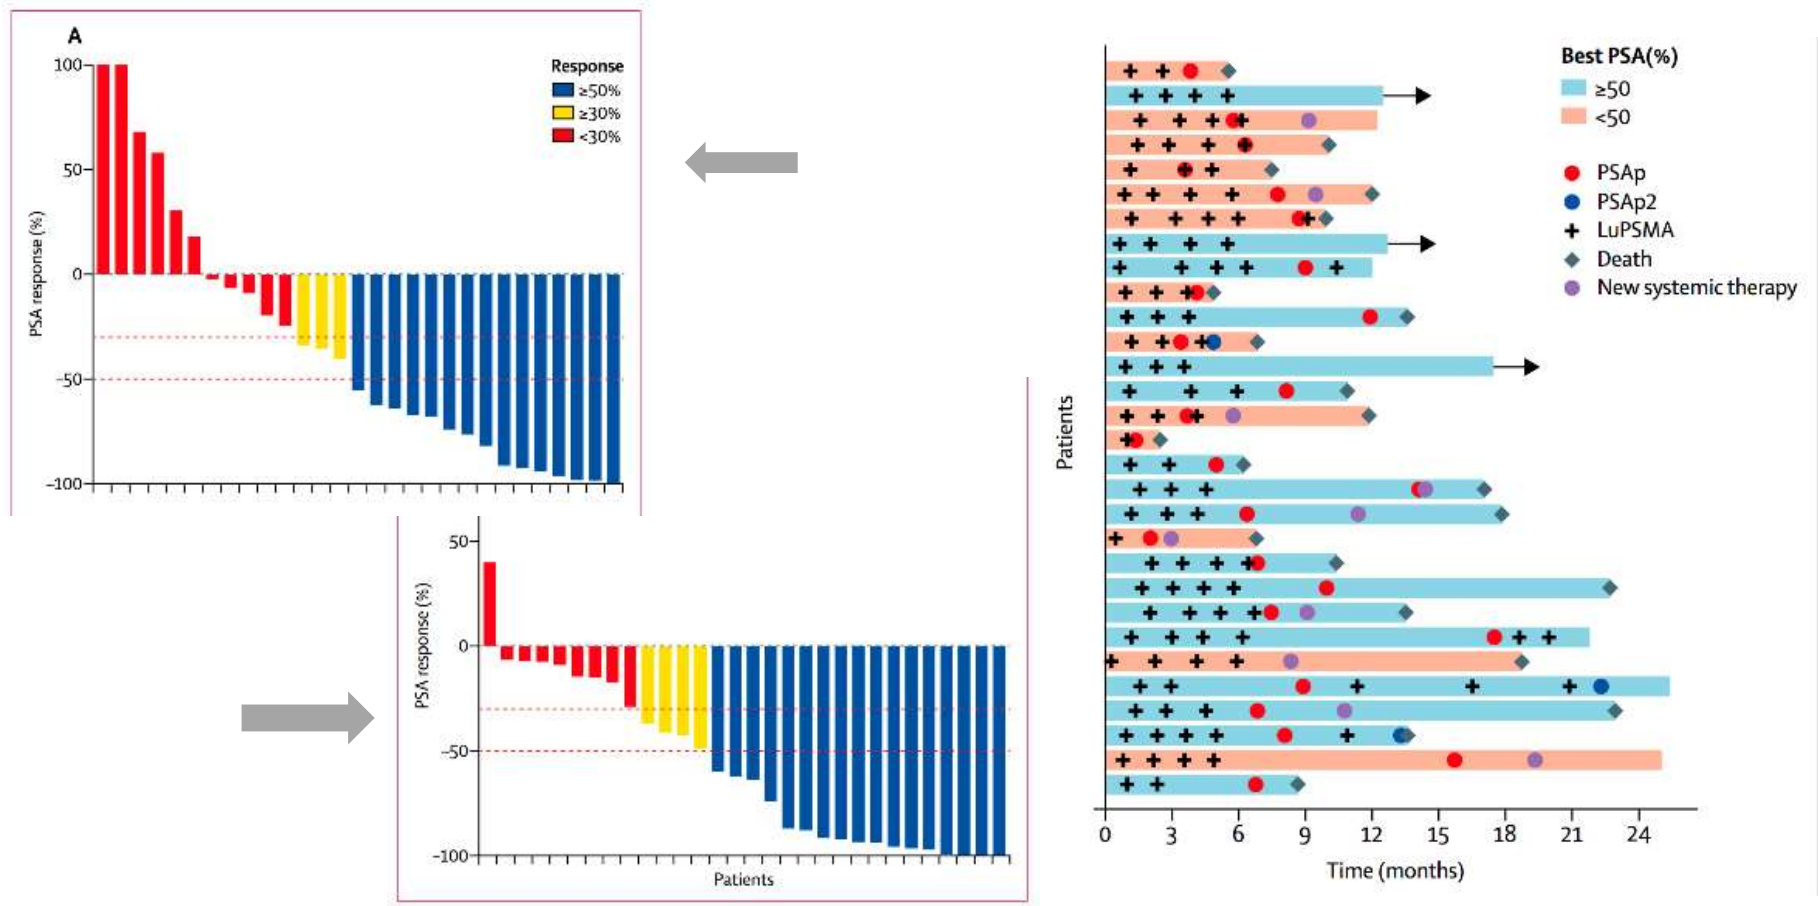 A
Response
≥50%
≥30%
<30%
100
50
0
−50
−100
PSA response (%)
50
0
−50
−100
PSA response (%)
Patients
Best PSA(%)
≥50
<50
PSAp
PSAp2
LuPSMA
Death
New systemic therapy
Patients
0 3 6 9 12 15 18 21 24
Time (months)